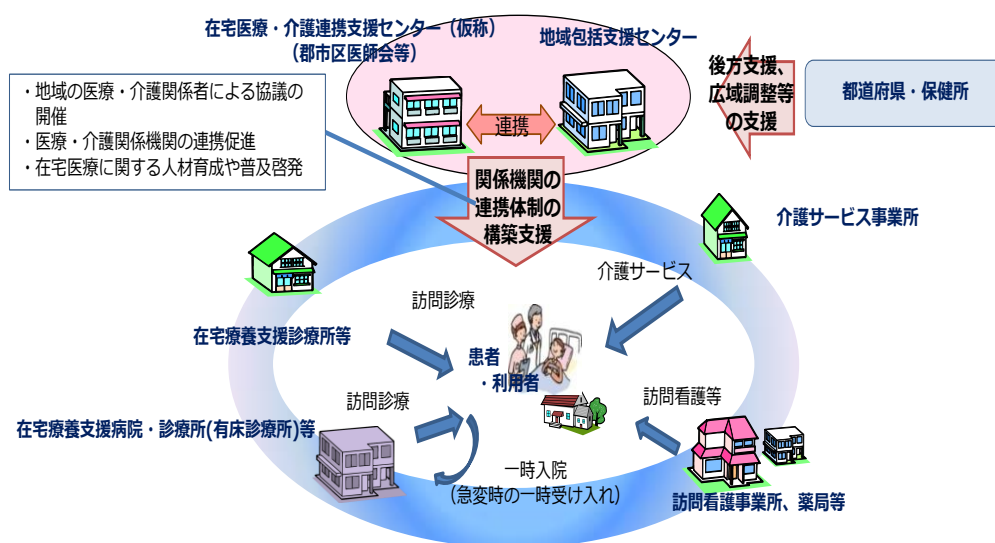 在宅医療・介護連携支援センター（仮称）
（郡市区医師会等）
地域包括支援センター
連携
後方支援、
広域調整等
の支援
都道府県・保健所
・地域の医療・介護関係者による協議の
開催
・医療・介護関係機関の連携促進
・在宅医療に関する人材育成や普及啓発
関係機関の
連携体制の
構築支援
介護サービス事業所
介護サービス
訪問診療
在宅療養支援診療所等
患者
・利用者
訪問診療
訪問看護等
在宅療養支援病院・診療所(有床診療所)等
一時入院
（急変時の一時受け入れ）
訪問看護事業所、薬局等